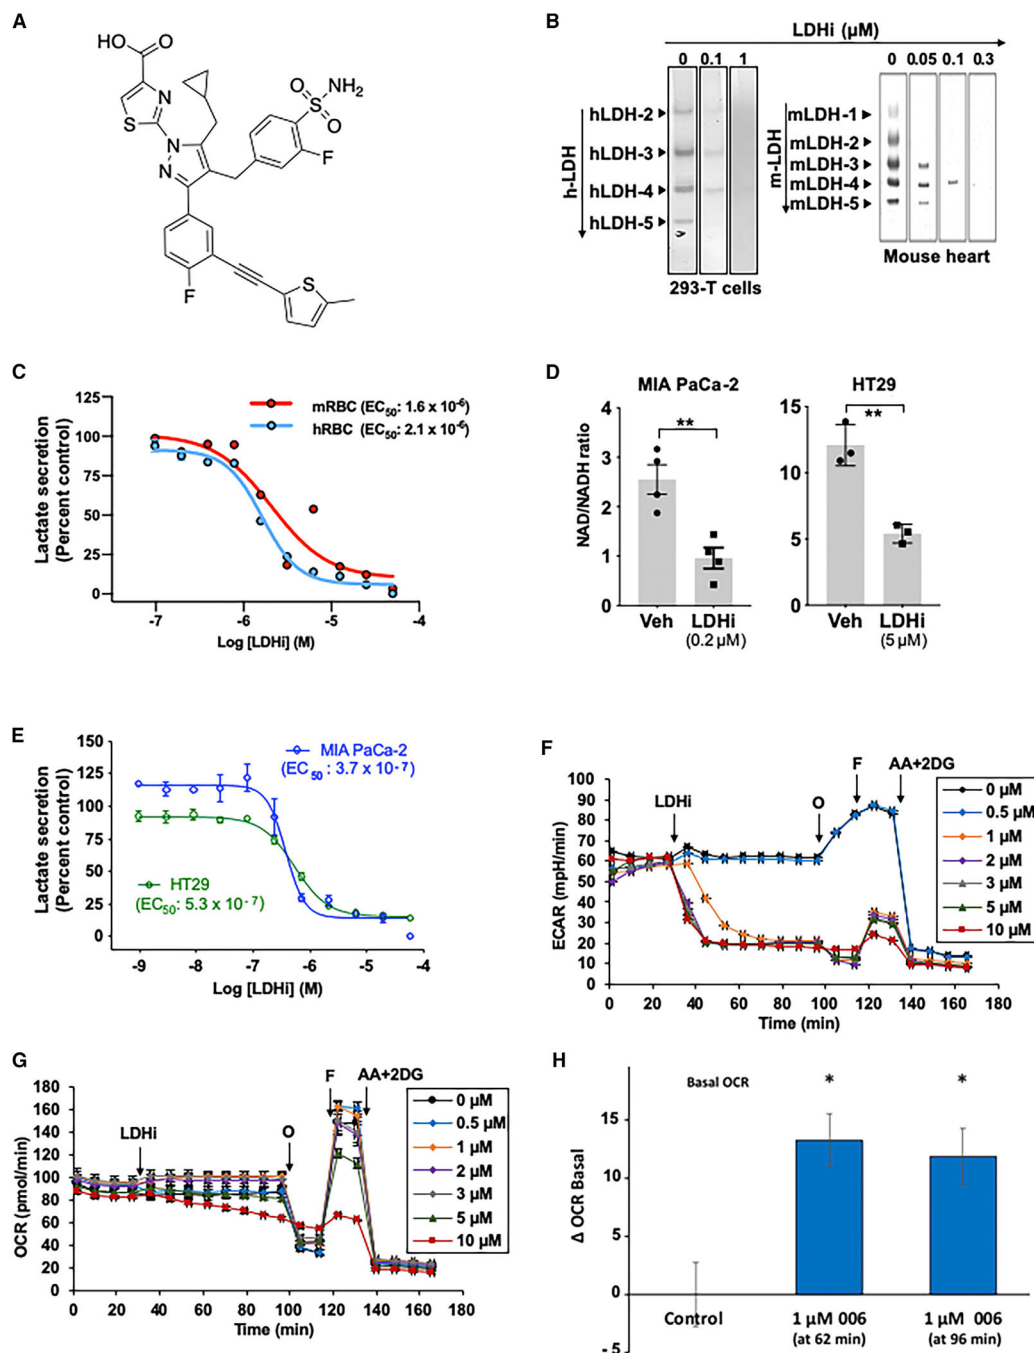 A
HO
O
N
S
N
N
S
NH₂
O
O
F
F
S
B
LDHi (µM)
0 0.1 1
0 0.05 0.1 0.3
h-LDH
hLDH-2
hLDH-3
hLDH-4
hLDH-5
293-T cells
m-LDH
mLDH-1
mLDH-2
mLDH-3
mLDH-4
mLDH-5
Mouse heart
C
Lactate secretion
(Percent control)
125
100
75
50
25
0
mRBC (EC50: 1.6 x 10-6)
hRBC (EC50: 2.1 x 10-6)
-7 -6 -5 -4
Log [LDHi] (M)
D
MIA PaCa-2
NAD/NADH ratio
4
3
2
1
0
**
Veh LDHi
(0.2 µM)
HT29
15
10
5
0
**
Veh LDHi
(5 µM)
E
Lactate secretion
(Percent control)
150
125
100
75
50
25
0
MIA PaCa-2
(EC 50 : 3.7 x 10-7)
HT29
(EC50: 5.3 x 10-7)
-9 -8 -7 -6 -5 -4
Log [LDHi] (M)
F
ECAR (mpH/min)
100
90
80
70
60
50
40
30
20
10
0
LDHi
O
F AA+2DG
0 µM
0.5 µM
1 µM
2 µM
3 µM
5 µM
10 µM
0 20 40 60 80 100 120 140 160 180
Time (min)
G
OCR (pmol/min)
180
160
140
120
100
80
60
40
20
0
LDHi
O
F AA+2DG
0 µM
0.5 µM
1 µM
2 µM
3 µM
5 µM
10 µM
0 20 40 60 80 100 120 140 160 180
Time (min)
H
Δ OCR Basal
15
10
5
0
- 5
Basal OCR
* *
Control
1 µM 006
(at 62 min)
1 µM 006
(at 96 min)